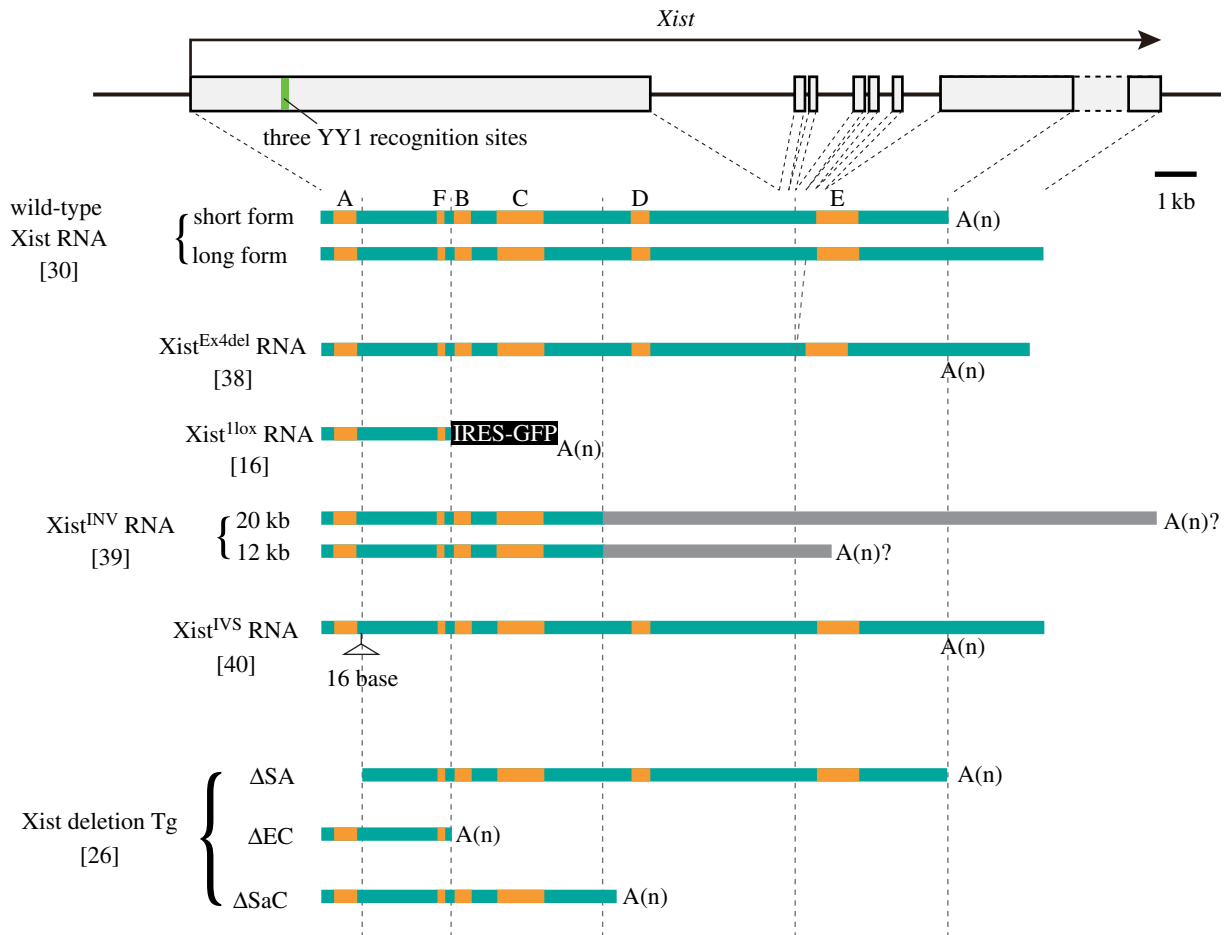 Xist
three YY1 recognition sites
1 kb
A F B C D E
wild-type
Xist RNA
[30]
short form
A(n)
long form
Xist^Ex4del RNA
[38]
A(n)
Xist^1lox RNA
[16]
IRES-GFP
A(n)
Xist^INV RNA
[39]
20 kb
A(n)?
12 kb
A(n)?
Xist^IVS RNA
[40]
A(n)
16 base
Xist deletion Tg
[26]
ΔSA
A(n)
ΔEC
A(n)
ΔSaC
A(n)